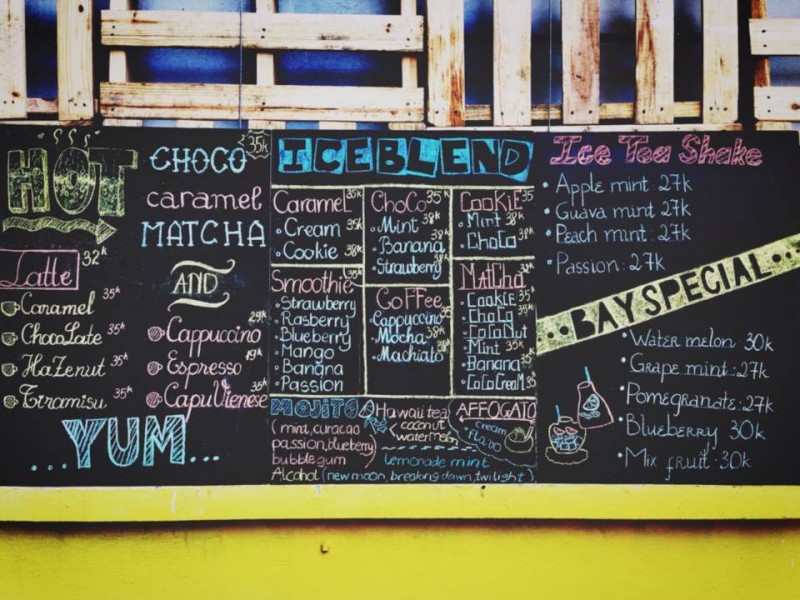 HOT
CHOCO 35k
caramel
MATCHA
Latte 32k
Caramel 35k
ChocoLate 35k
HaZenut 35k
Tiramisu 35k
AND
Cappuccino 29k
Espresso 19k
CapuVienese 35k
...YUM...
ICEBLEND
CarameL 35k
Cream 35k
Cookie 38k
ChoCo 35k
Mint 38k
Banana 38k
Strawberry 38k
CookiE 35k
Mint 38k
ChoCo 38k
Smoothie 35k
Strawberry
Rasberry
Blueberry
Mango
Banana
Passion
CoFFee
Cappuccino 35k
Mocha 38k
Machiato 38k
MatCha
CookiE 35k
ChoCo 35k
CoCoNut
Mint 35k
Banana 35k
CoCoCreaM 35
MOJITO
(mint, curacao
passion, blueberry
bubblegum
Alcohol (new moon, breaking dawn, twilight)
Hawaii tea
coconut
watermelon
lemonade mint
AFFOGATO
cream
Ice Tea Shake
• Apple mint: 27k
• Guava mint 27k
• Peach mint: 27k
• Passion: 27k
...BAY SPECIAL...
• Water melon: 30k
• Grape mint: 27k
• Pomegranate: 27k
• Blueberry 30k
• Mix fruit: 30k